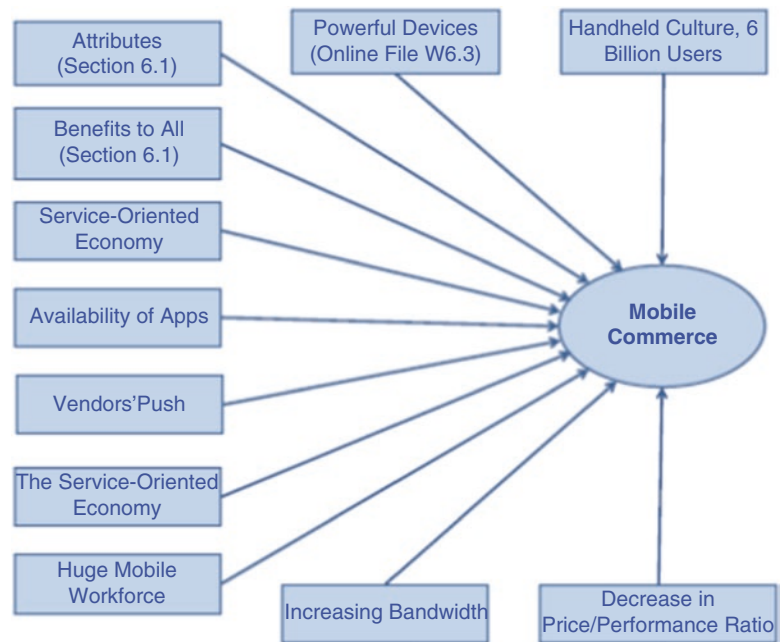 Attributes
(Section 6.1)
Powerful Devices
(Online File W6.3)
Handheld Culture, 6
Billion Users
Benefits to All
(Section 6.1)
Service-Oriented
Economy
Availability of Apps
Mobile
Commerce
Vendors'Push
The Service-Oriented
Economy
Huge Mobile
Workforce
Increasing Bandwidth
Decrease in
Price/Performance Ratio